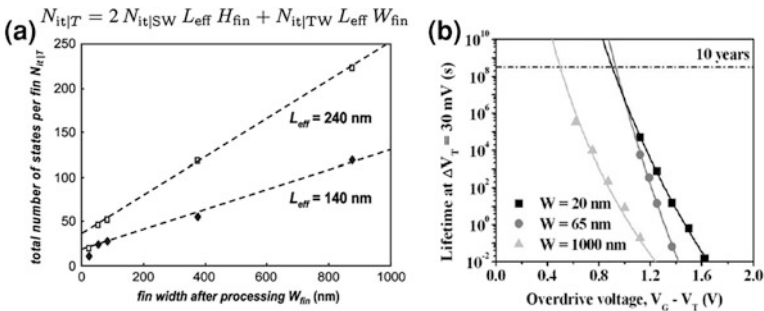 N_it|T = 2 N_it|SW L_eff H_fin + N_it|TW L_eff W_fin
(a)
250
200
150
100
50
0
0 200 400 600 800 1000
total number of states per fin N_it|T
L_eff = 240 nm
L_eff = 140 nm
fin width after processing W_fin (nm)
(b)
10^10
10^8
10^6
10^4
10^2
10^0
10^-2
0.0 0.4 0.8 1.2 1.6 2.0
Lifetime at ΔV_T = 30 mV (s)
10 years
W = 20 nm
W = 65 nm
W = 1000 nm
Overdrive voltage, V_G - V_T (V)